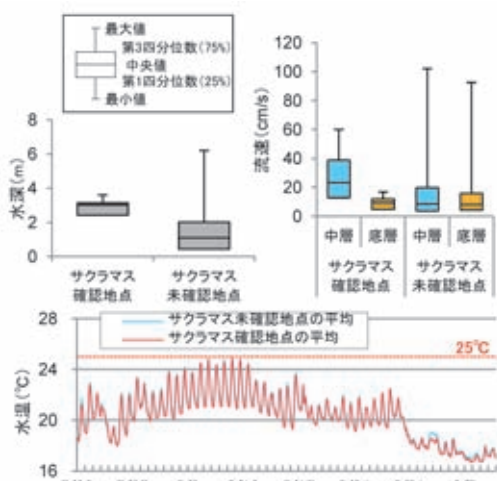 最大値
第3四分位数(75%)
中央値
第1四分位数(25%)
最小値
水深(m)
8
6
4
2
0
サクラマス
確認地点
サクラマス
未確認地点
流速(cm/s)
120
100
80
60
40
20
0
中層
底層
中層
底層
サクラマス
確認地点
サクラマス
未確認地点
水温(℃)
28
24
20
16
サクラマス未確認地点の平均
サクラマス確認地点の平均
25℃